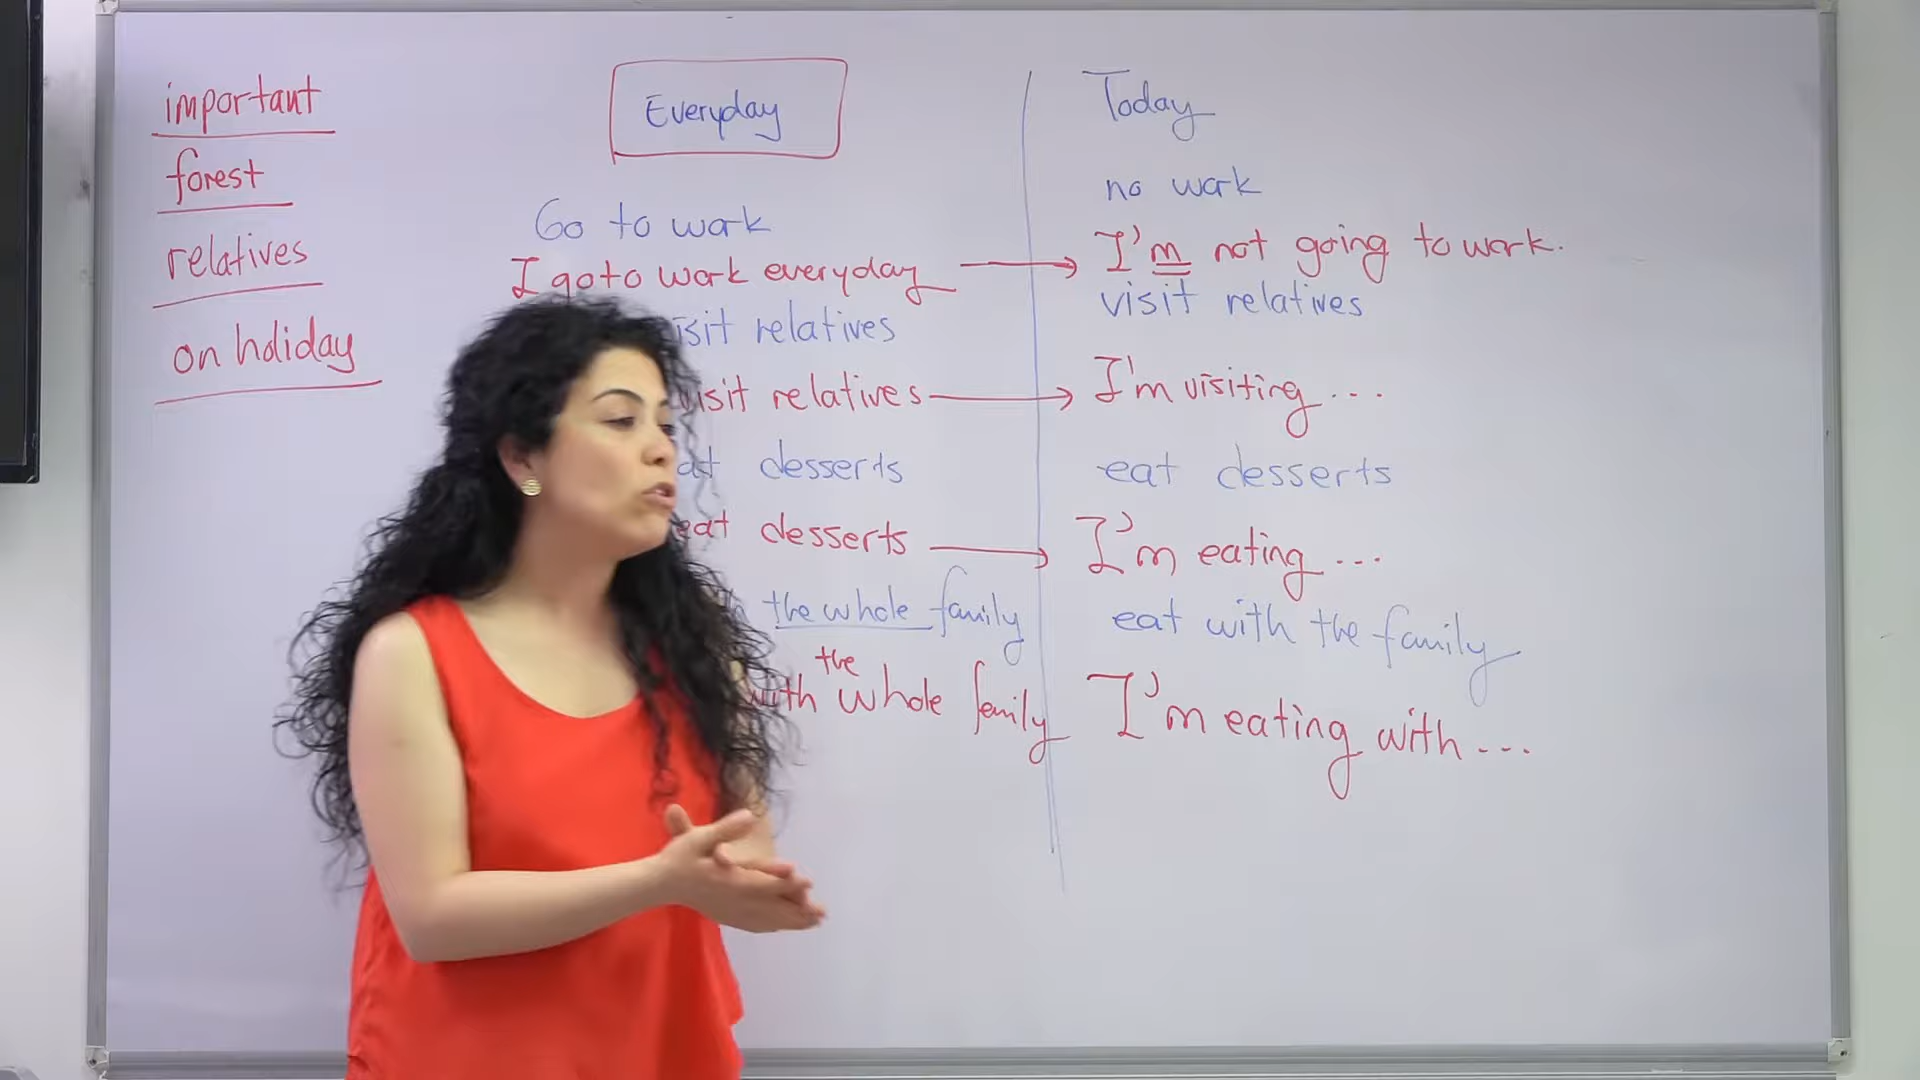 important
forest
relatives
on holiday
Everyday
Go to work
I go to work everyday
isit relatives
visit relatives
at desserts
eat desserts
the whole family
the
with whole family
Today
no work
I'm not going to work.
visit relatives
I'm visiting...
eat desserts
I'm eating...
eat with the family
I'm eating with...